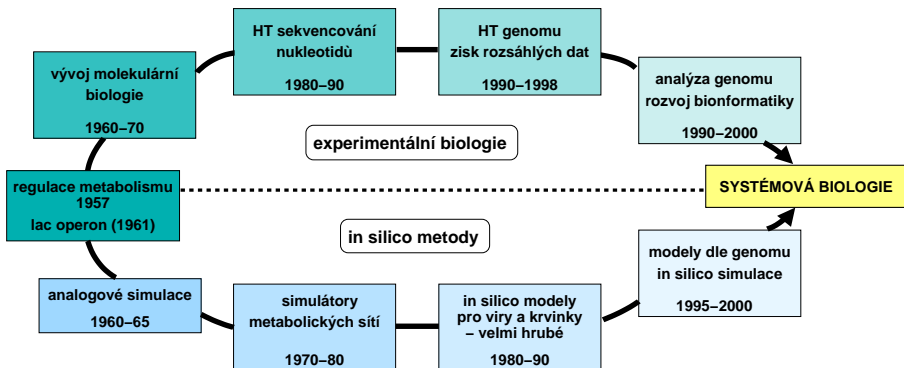 HT sekvencování
nukleotidů
1980–90
HT genomu
zisk rozsáhlých dat
1990–1998
vývoj molekulární
biologie
1960–70
analýza genomu
rozvoj bionformatiky
1990–2000
experimentální biologie
regulace metabolismu
1957
lac operon (1961)
SYSTÉMOVÁ BIOLOGIE
in silico metody
analogové simulace
1960–65
simulátory
metabolických sítí
1970–80
in silico modely
pro viry a krvinky
– velmi hrubé
1980–90
modely dle genomu
in silico simulace
1995–2000